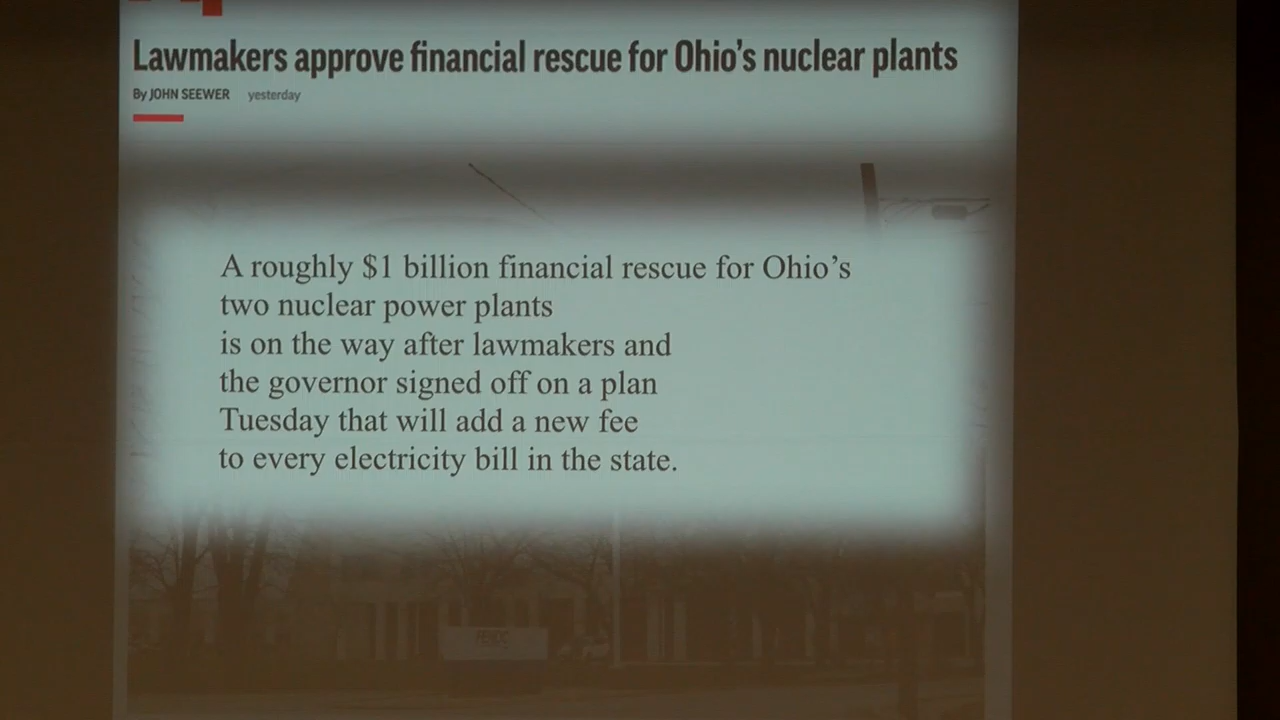 Lawmakers approve financial rescue for Ohio's nuclear plants
By JOHN SEEWER yesterday
A roughly $1 billion financial rescue for Ohio’s
two nuclear power plants
is on the way after lawmakers and
the governor signed off on a plan
Tuesday that will add a new fee
to every electricity bill in the state.